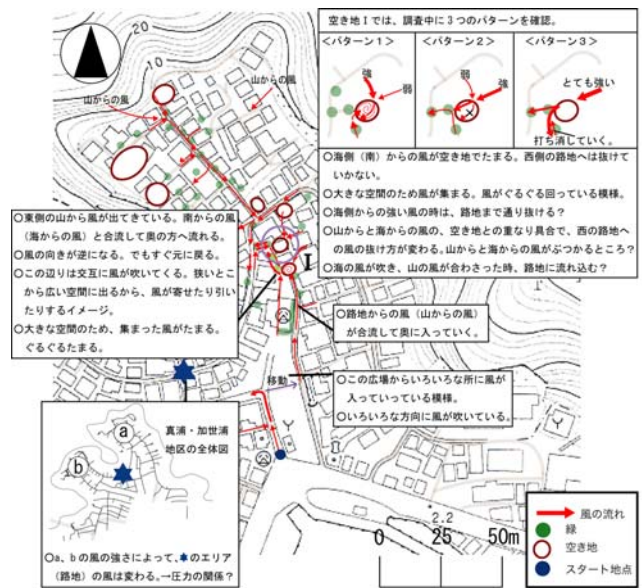 空き地Iでは、調査中に3つのパターンを確認。
<パターン1>
<パターン2>
<パターン3>
強
弱
弱
強
とても強い
打ち消していく。
○海側(南)からの風が空き地でたまる。西側の路地へは抜けて
いかない。
○大きな空間のため風が集まる。風がぐるぐる回っている模様。
○海側からの強い風の時は、路地まで通り抜ける?
○山からと海からの風の、空き地との重なり具合で、西の路地へ
の風の抜け方が変わる。山からと海からの風がぶつかるところ?
○海の風が吹き、山の風が合わさった時、路地に流れ込む?
20
10
山からの風
山からの風
○東側の山から風が出てきている。南からの風
(海からの風)と合流して奥の方へ流れる。
○風の向きが逆になる。でもすぐ元に戻る。
○この辺りは交互に風が吹いてくる。狭いとこ
から広い空間に出るから、風が寄せたり引い
たりするイメージ。
○大きな空間のため、集まった風がたまる。
ぐるぐるたまる。
I
○路地からの風(山からの風)
が合流して奥に入っていく。
移動
○この広場からいろいろな所に風が
入っていっている模様。
○いろいろな方向に風が吹いている。
a
b
真浦・加世浦
地区の全体図
○a、bの風の強さによって、★のエリア
(路地)の風は変わる。→圧力の関係?
2.2
0
25
50m
風の流れ
緑
空き地
スタート地点